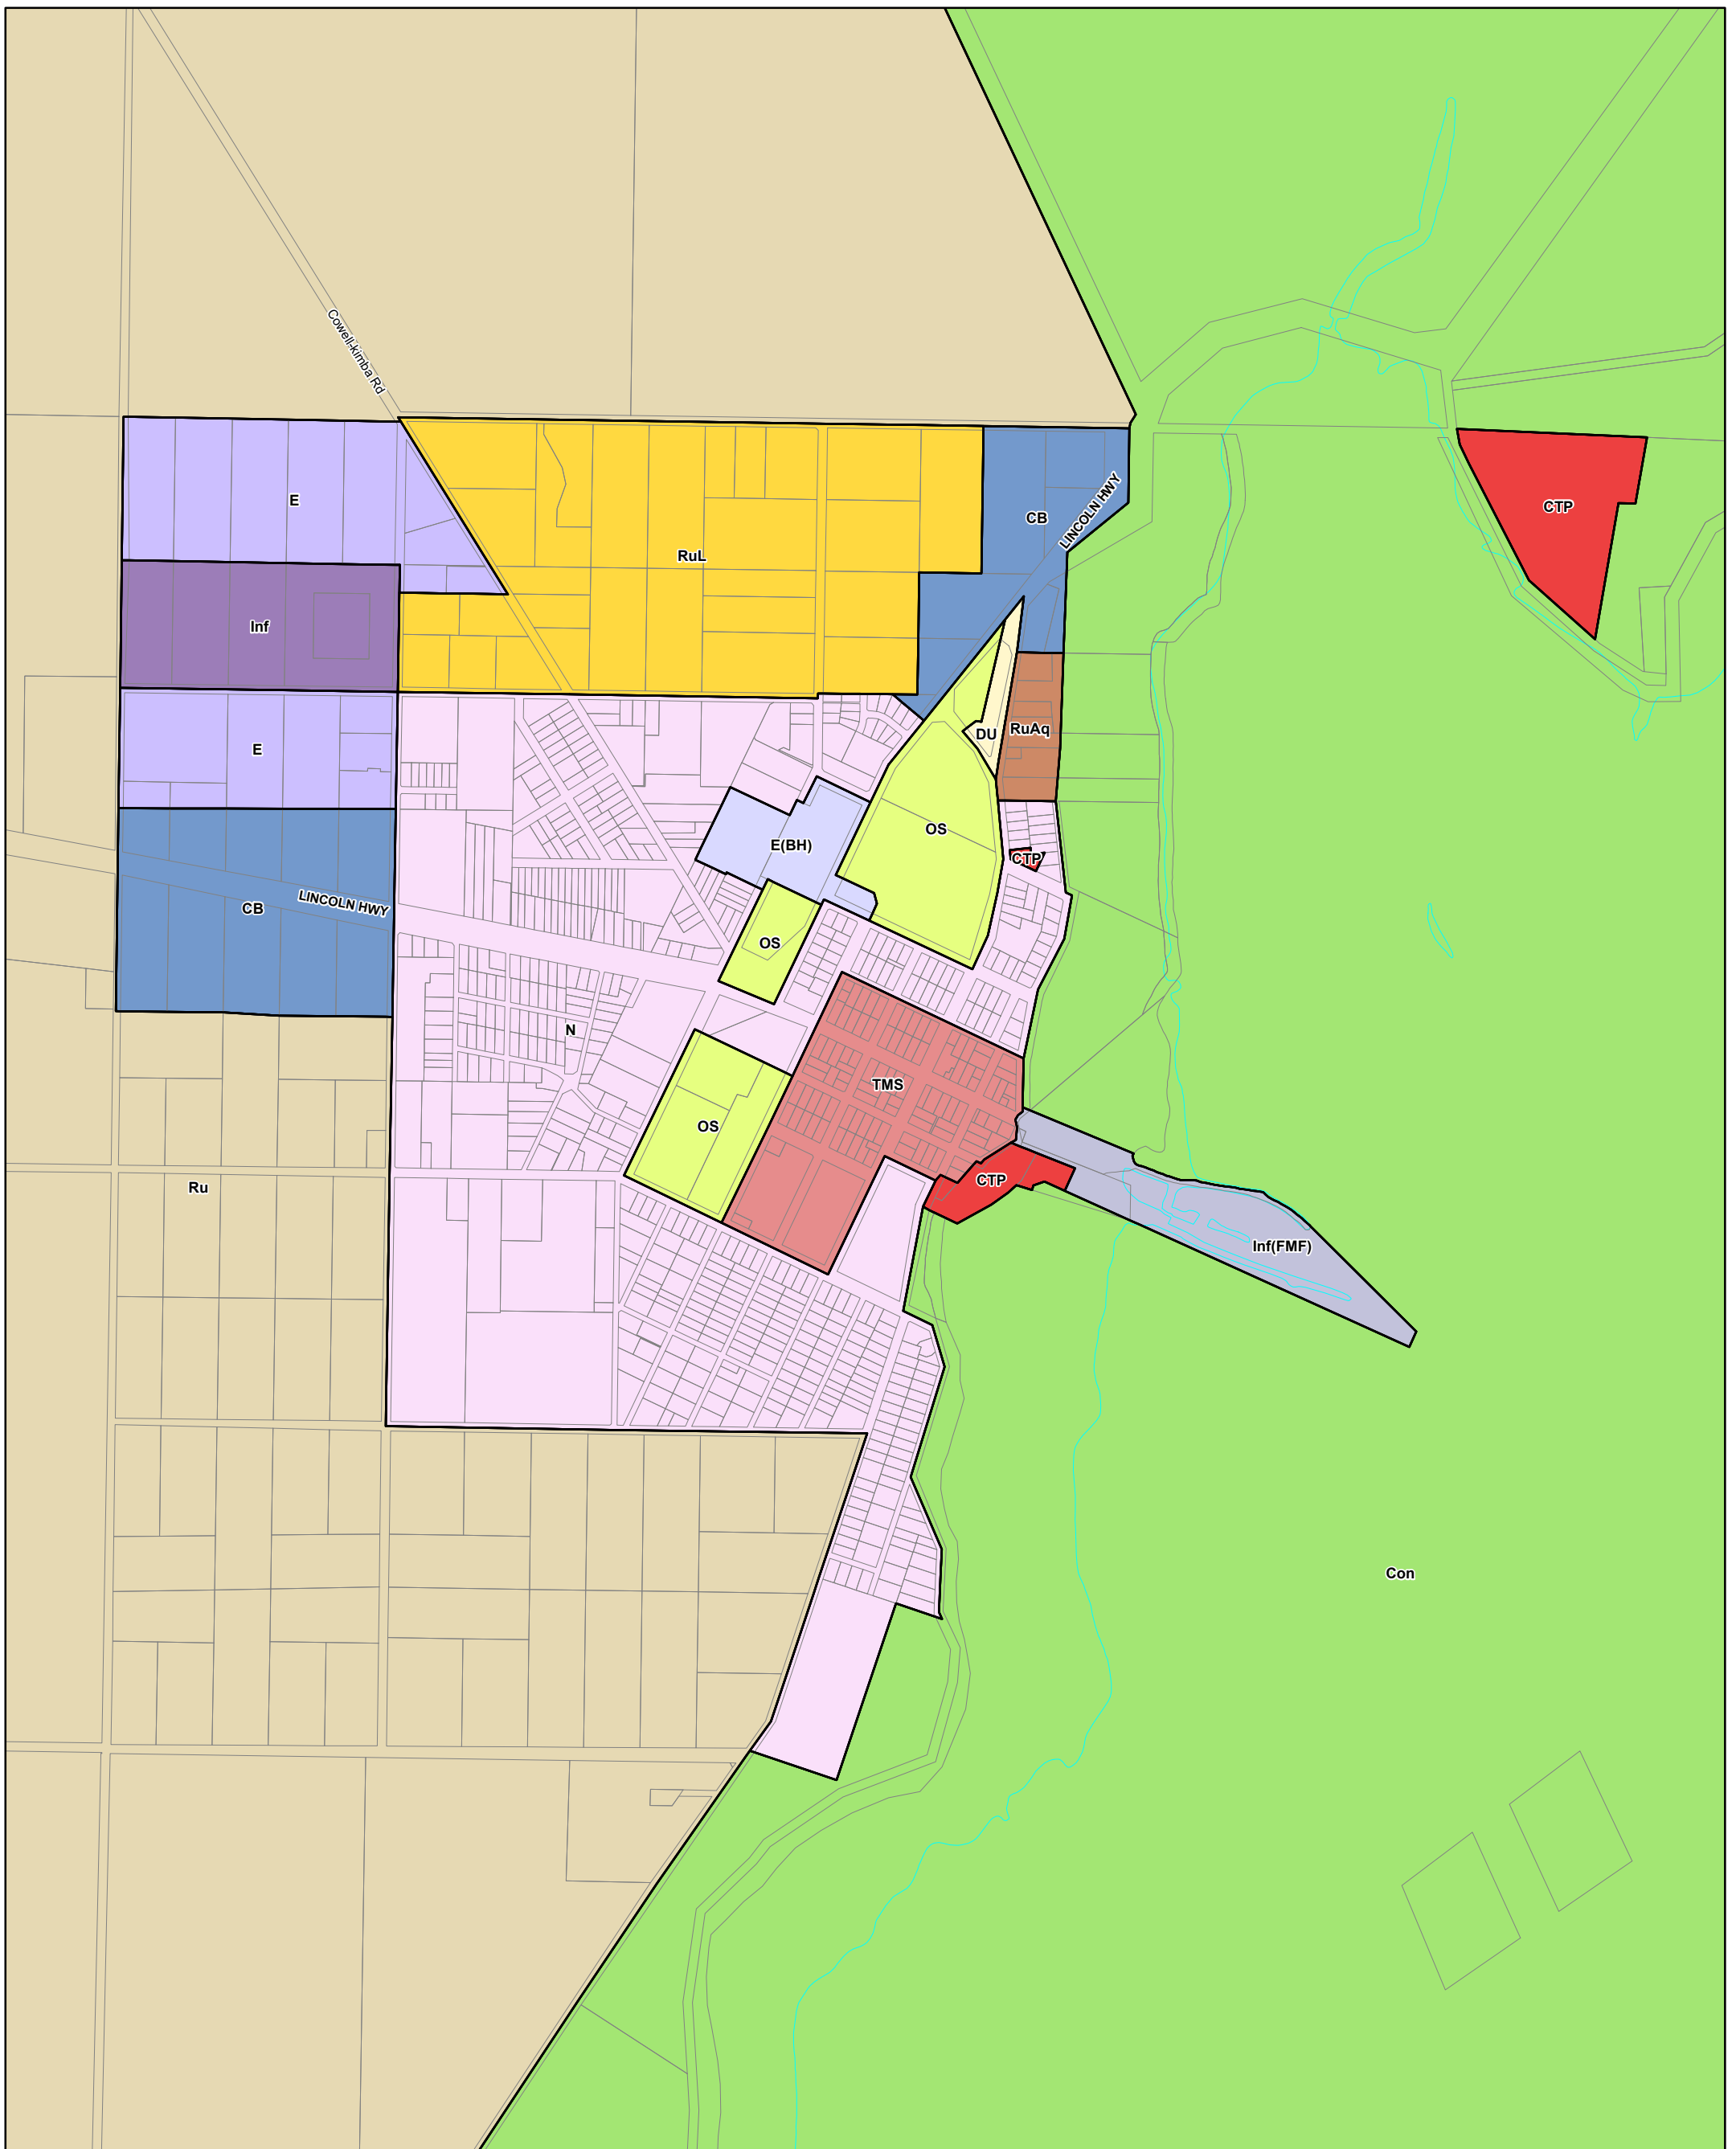 Cowell-kimba Rd
E
CTP
CB
LINCOLN HWY
RuL
Inf
DU
RuAq
E
OS
E(BH)
CTP
LINCOLN HWY
CB
OS
N
TMS
OS
CTP
Ru
Inf(FMF)
Con